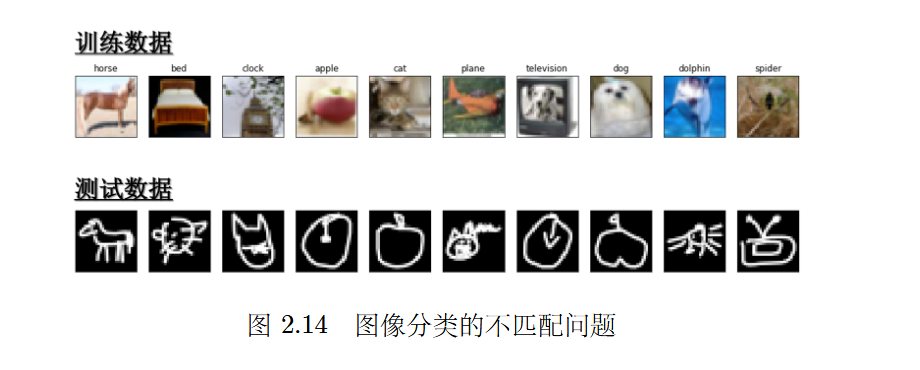 训练数据
horse bed clock apple cat plane television dog dolphin spider
测试数据
图 2.14 图像分类的不匹配问题